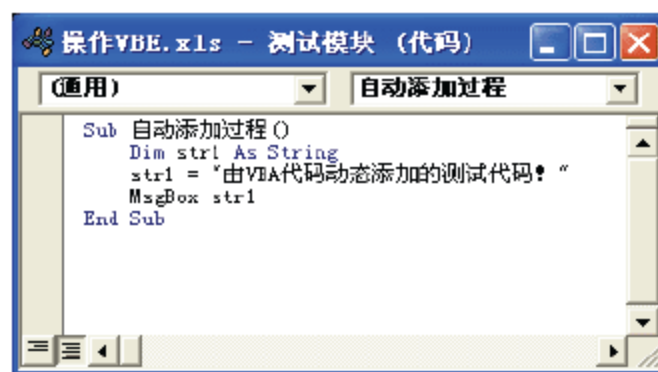 操作VBE.xls - 测试模块 (代码)
(通用) 自动添加过程
Sub 自动添加过程()
Dim str1 As String
str1 = "由VBA代码动态添加的测试代码！"
MsgBox str1
End Sub